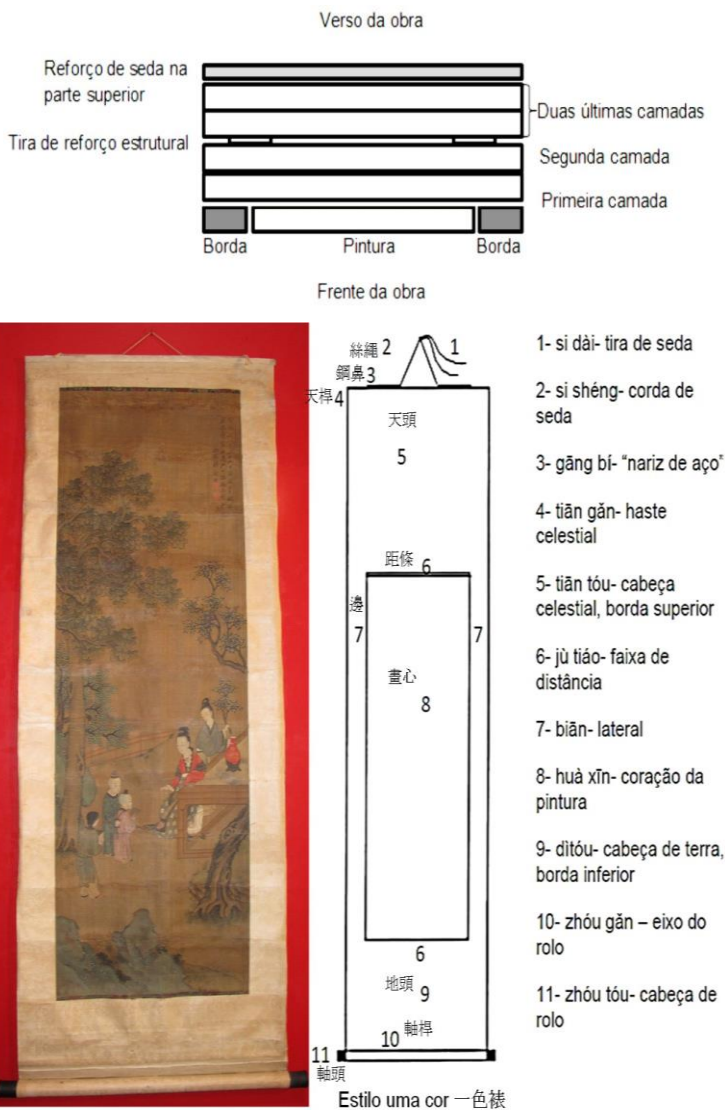 Verso da obra
Reforço de seda na
parte superior
Duas últimas camadas
Tira de reforço estrutural
Segunda camada
Primeira camada
Borda
Pintura
Borda
Frente da obra
絲繩 2
1
鋼鼻 3
天桿 4
天頭
5
距條 6
邊
7
7
畫心
8
6
地頭 9
軸桿
10
11
軸頭
Estilo uma cor 一色裱
1- si dài- tira de seda
2- si shéng- corda de
seda
3- gāng bí- “nariz de aço”
4- tiān gǎn- haste
celestial
5- tiān tóu- cabeça
celestial, borda superior
6- jù tiáo- faixa de
distância
7- biān- lateral
8- huà xīn- coração da
pintura
9- dìtóu- cabeça de terra,
borda inferior
10- zhóu gǎn – eixo do
rolo
11- zhóu tóu- cabeça de
rolo